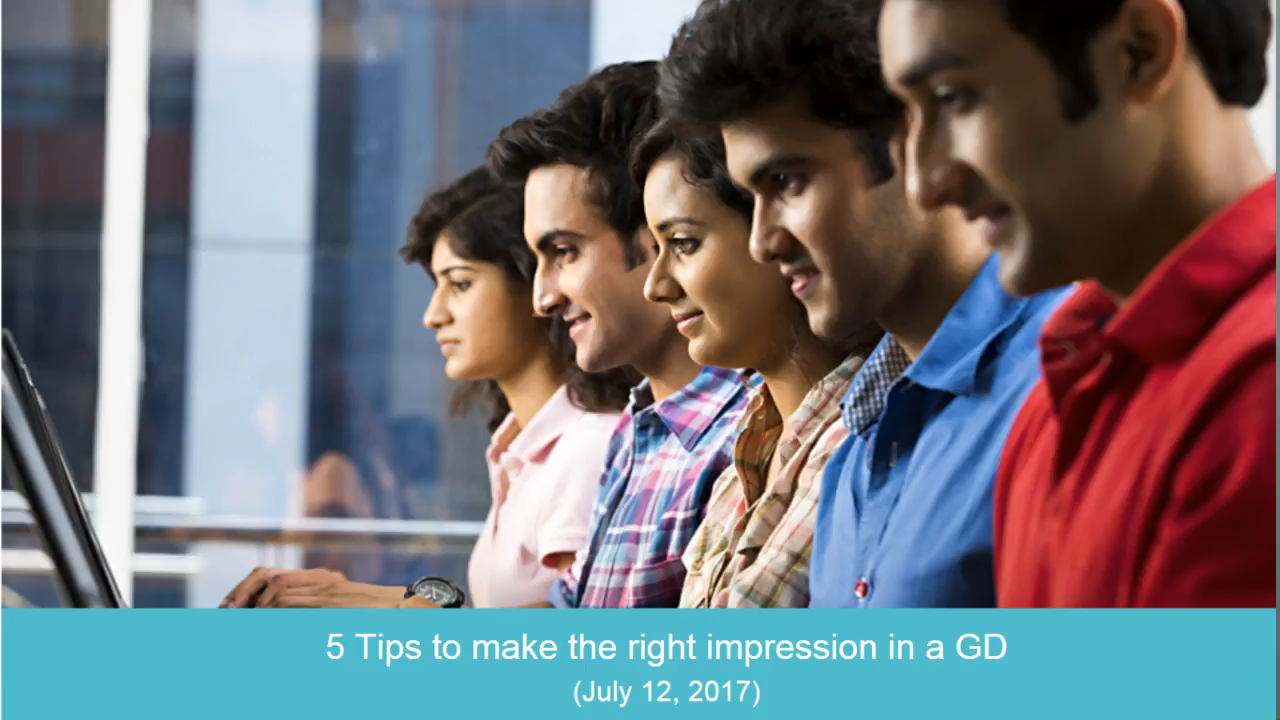 5 Tips to make the right impression in a GD
(July 12, 2017)